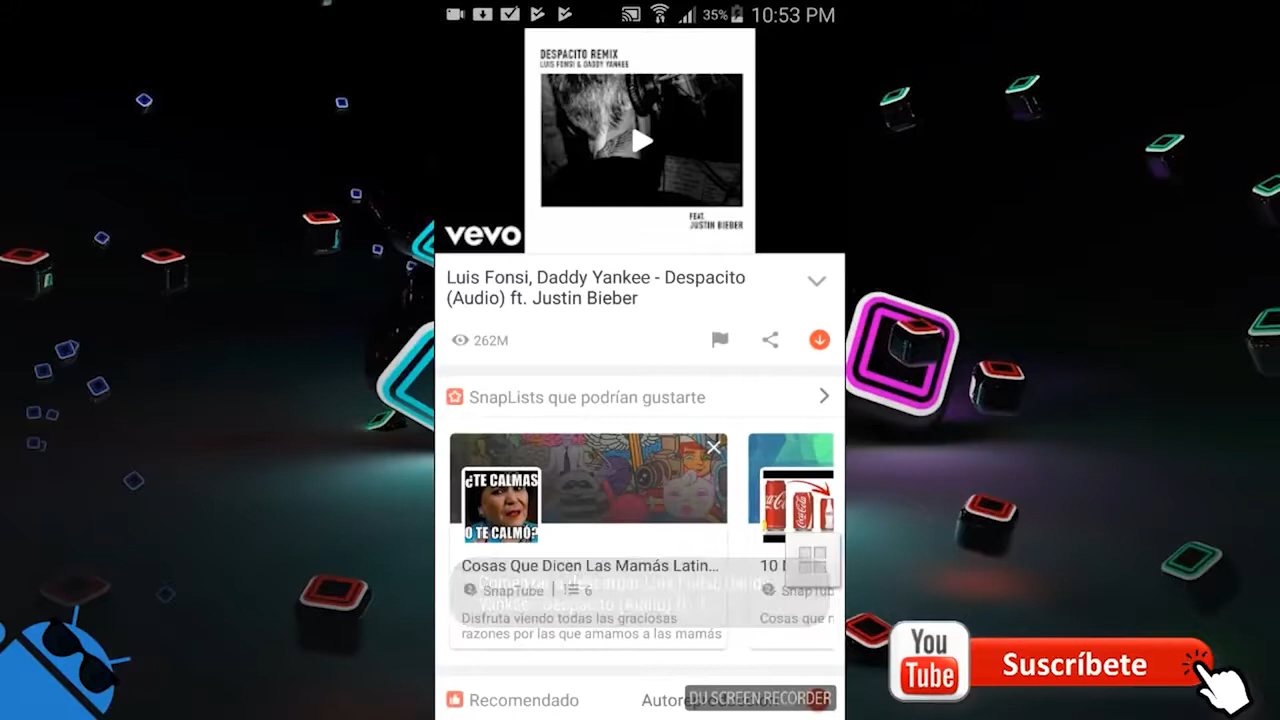 35% 10:53 PM
DESPACITO REMIX
LUIS FONSI & DADDY YANKEE
FEAT.
JUSTIN BIEBER
vevo
Luis Fonsi, Daddy Yankee - Despacito
(Audio) ft. Justin Bieber
262M
SnapLists que podrían gustarte
¿TE CALMAS
O TE CALMÓ?
Cosas Que Dicen Las Mamás Latin...
SnapTube | 6
Disfruta viendo todas las graciosas
razones por las que amamos a las mamás
10
SnapTub
Cosas que
Recomendado
DU SCREEN RECORDER
You
Tube
Suscríbete